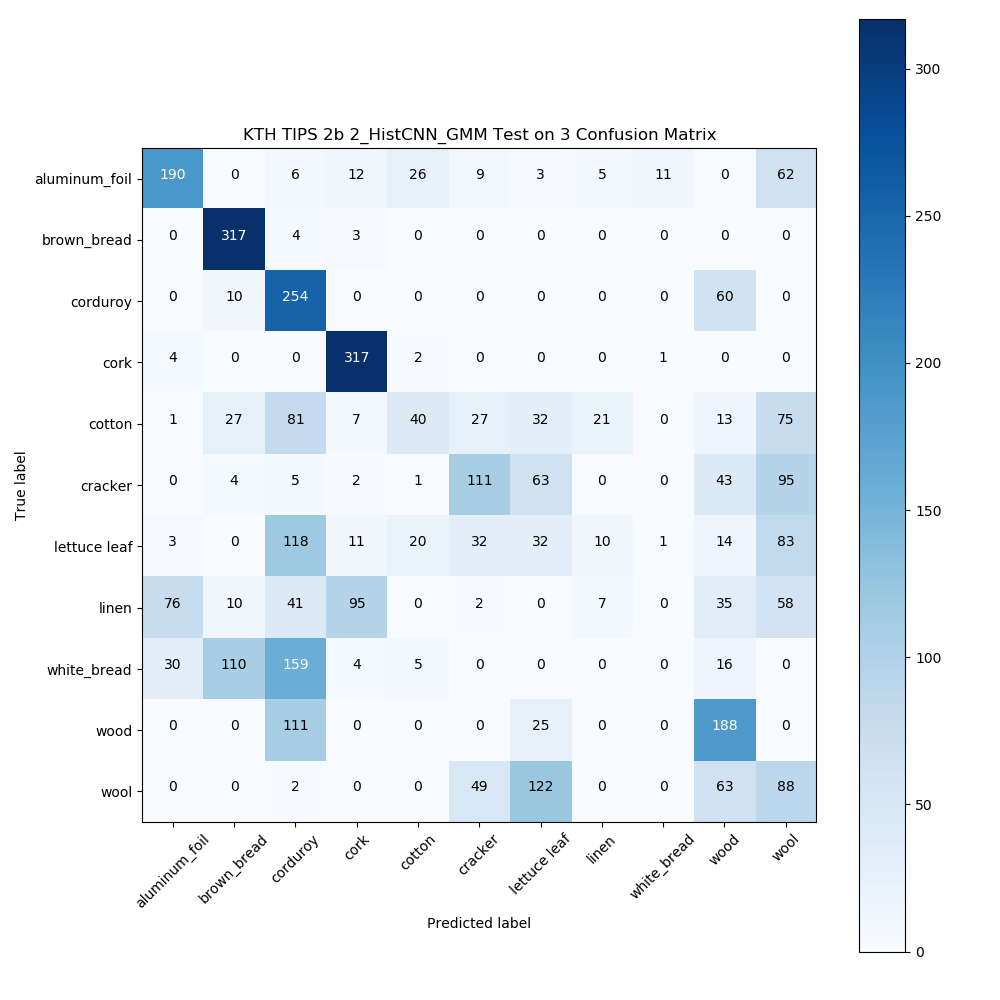 KTH TIPS 2b 2_HistCNN_GMM Test on 3 Confusion Matrix
aluminum_foil 190 0 6 12 26 9 3 5 11 0 62
brown_bread 0 317 4 3 0 0 0 0 0 0 0
corduroy 0 10 254 0 0 0 0 0 0 60 0
cork 4 0 0 317 2 0 0 0 1 0 0
cotton 1 27 81 7 40 27 32 21 0 13 75
cracker 0 4 5 2 1 111 63 0 0 43 95
lettuce leaf 3 0 118 11 20 32 32 10 1 14 83
linen 76 10 41 95 0 2 0 7 0 35 58
white_bread 30 110 159 4 5 0 0 0 0 16 0
wood 0 0 111 0 0 0 25 0 0 188 0
wool 0 0 2 0 0 49 122 0 0 63 88
True label
aluminum_foil brown_bread corduroy cork cotton cracker lettuce leaf linen white_bread wood wool
Predicted label
300
250
200
150
100
50
0